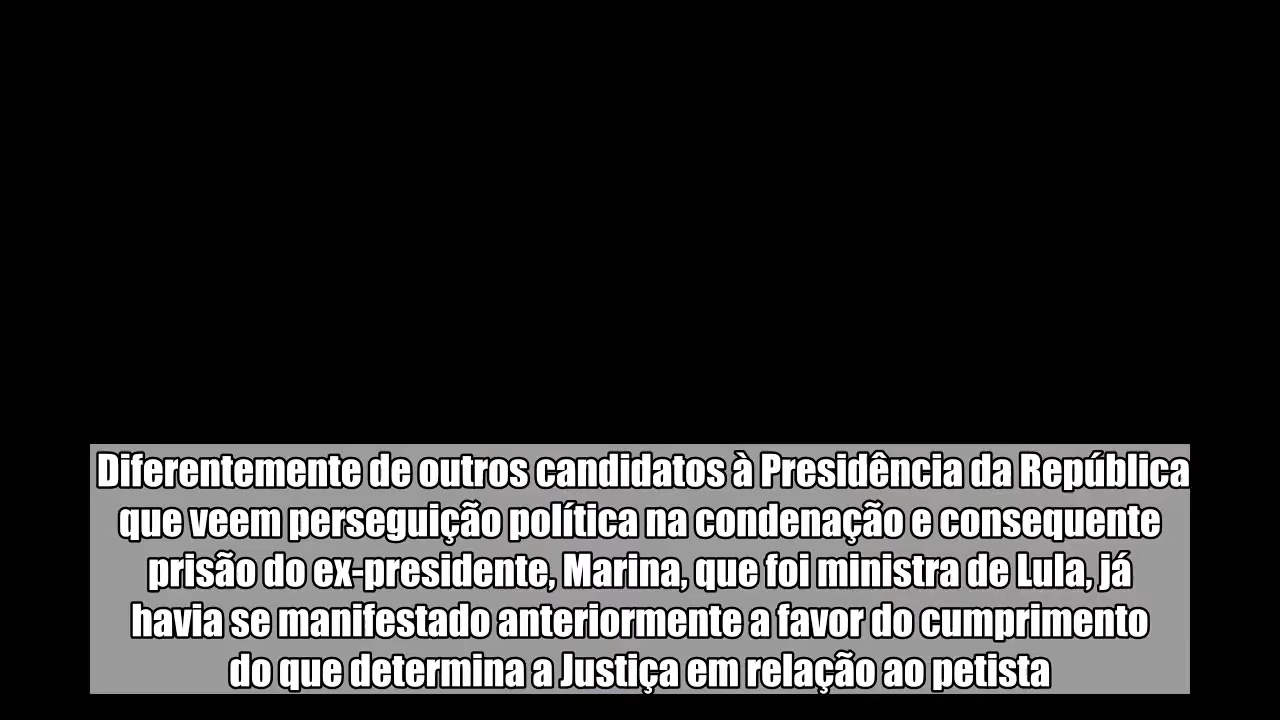 Diferentemente de outros candidatos à Presidência da República
que veem perseguição política na condenação e consequente
prisão do ex-presidente, Marina, que foi ministra de Lula, já
havia se manifestado anteriormente a favor do cumprimento
do que determina a Justiça em relação ao petista